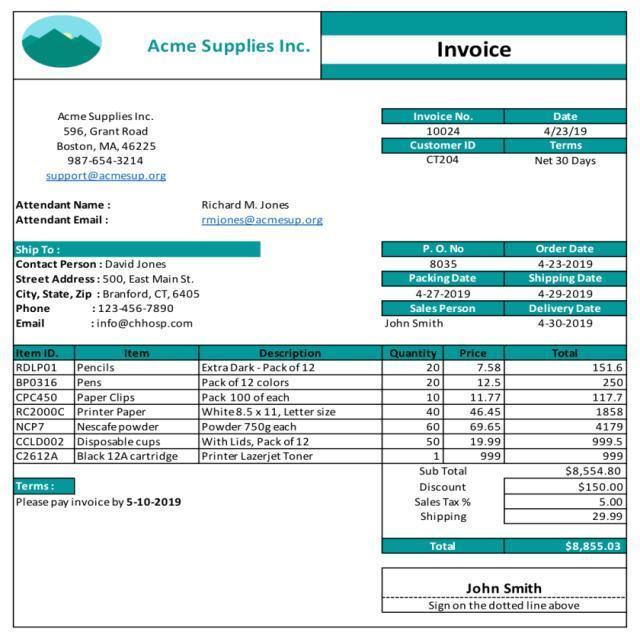 Acme Supplies Inc.
Invoice
Acme Supplies Inc.
596, Grant Road
Boston, MA, 46225
987-654-3214
support@acmesup.org
Invoice No. Date
10024 4/23/19
Customer ID Terms
CT204 Net 30 Days
Attendant Name : Richard M. Jones
Attendant Email : rmjones@acmesup.org
Ship To :
Contact Person : David Jones
Street Address : 500, East Main St.
City, State, Zip : Branford, CT, 6405
Phone : 123-456-7890
Email : info@chhosp.com
P. O. No Order Date
8035 4-23-2019
Packing Date Shipping Date
4-27-2019 4-29-2019
Sales Person Delivery Date
John Smith 4-30-2019
Item ID. Item Description Quantity Price Total
RDLP01 Pencils Extra Dark - Pack of 12 20 7.58 151.6
BP0316 Pens Pack of 12 colors 20 12.5 250
CPC450 Paper Clips Pack 100 of each 10 11.77 117.7
RC2000C Printer Paper White 8.5 x 11, Letter size 40 46.45 1858
NCP7 Nescafe powder Powder 750g each 60 69.65 4179
CCLD002 Disposable cups With Lids, Pack of 12 50 19.99 999.5
C2612A Black 12A cartridge Printer Lazerjet Toner 1 999 999
Sub Total $8,554.80
Discount $150.00
Sales Tax % 5.00
Shipping 29.99
Total $8,855.03
Terms :
Please pay invoice by 5-10-2019
John Smith
Sign on the dotted line above